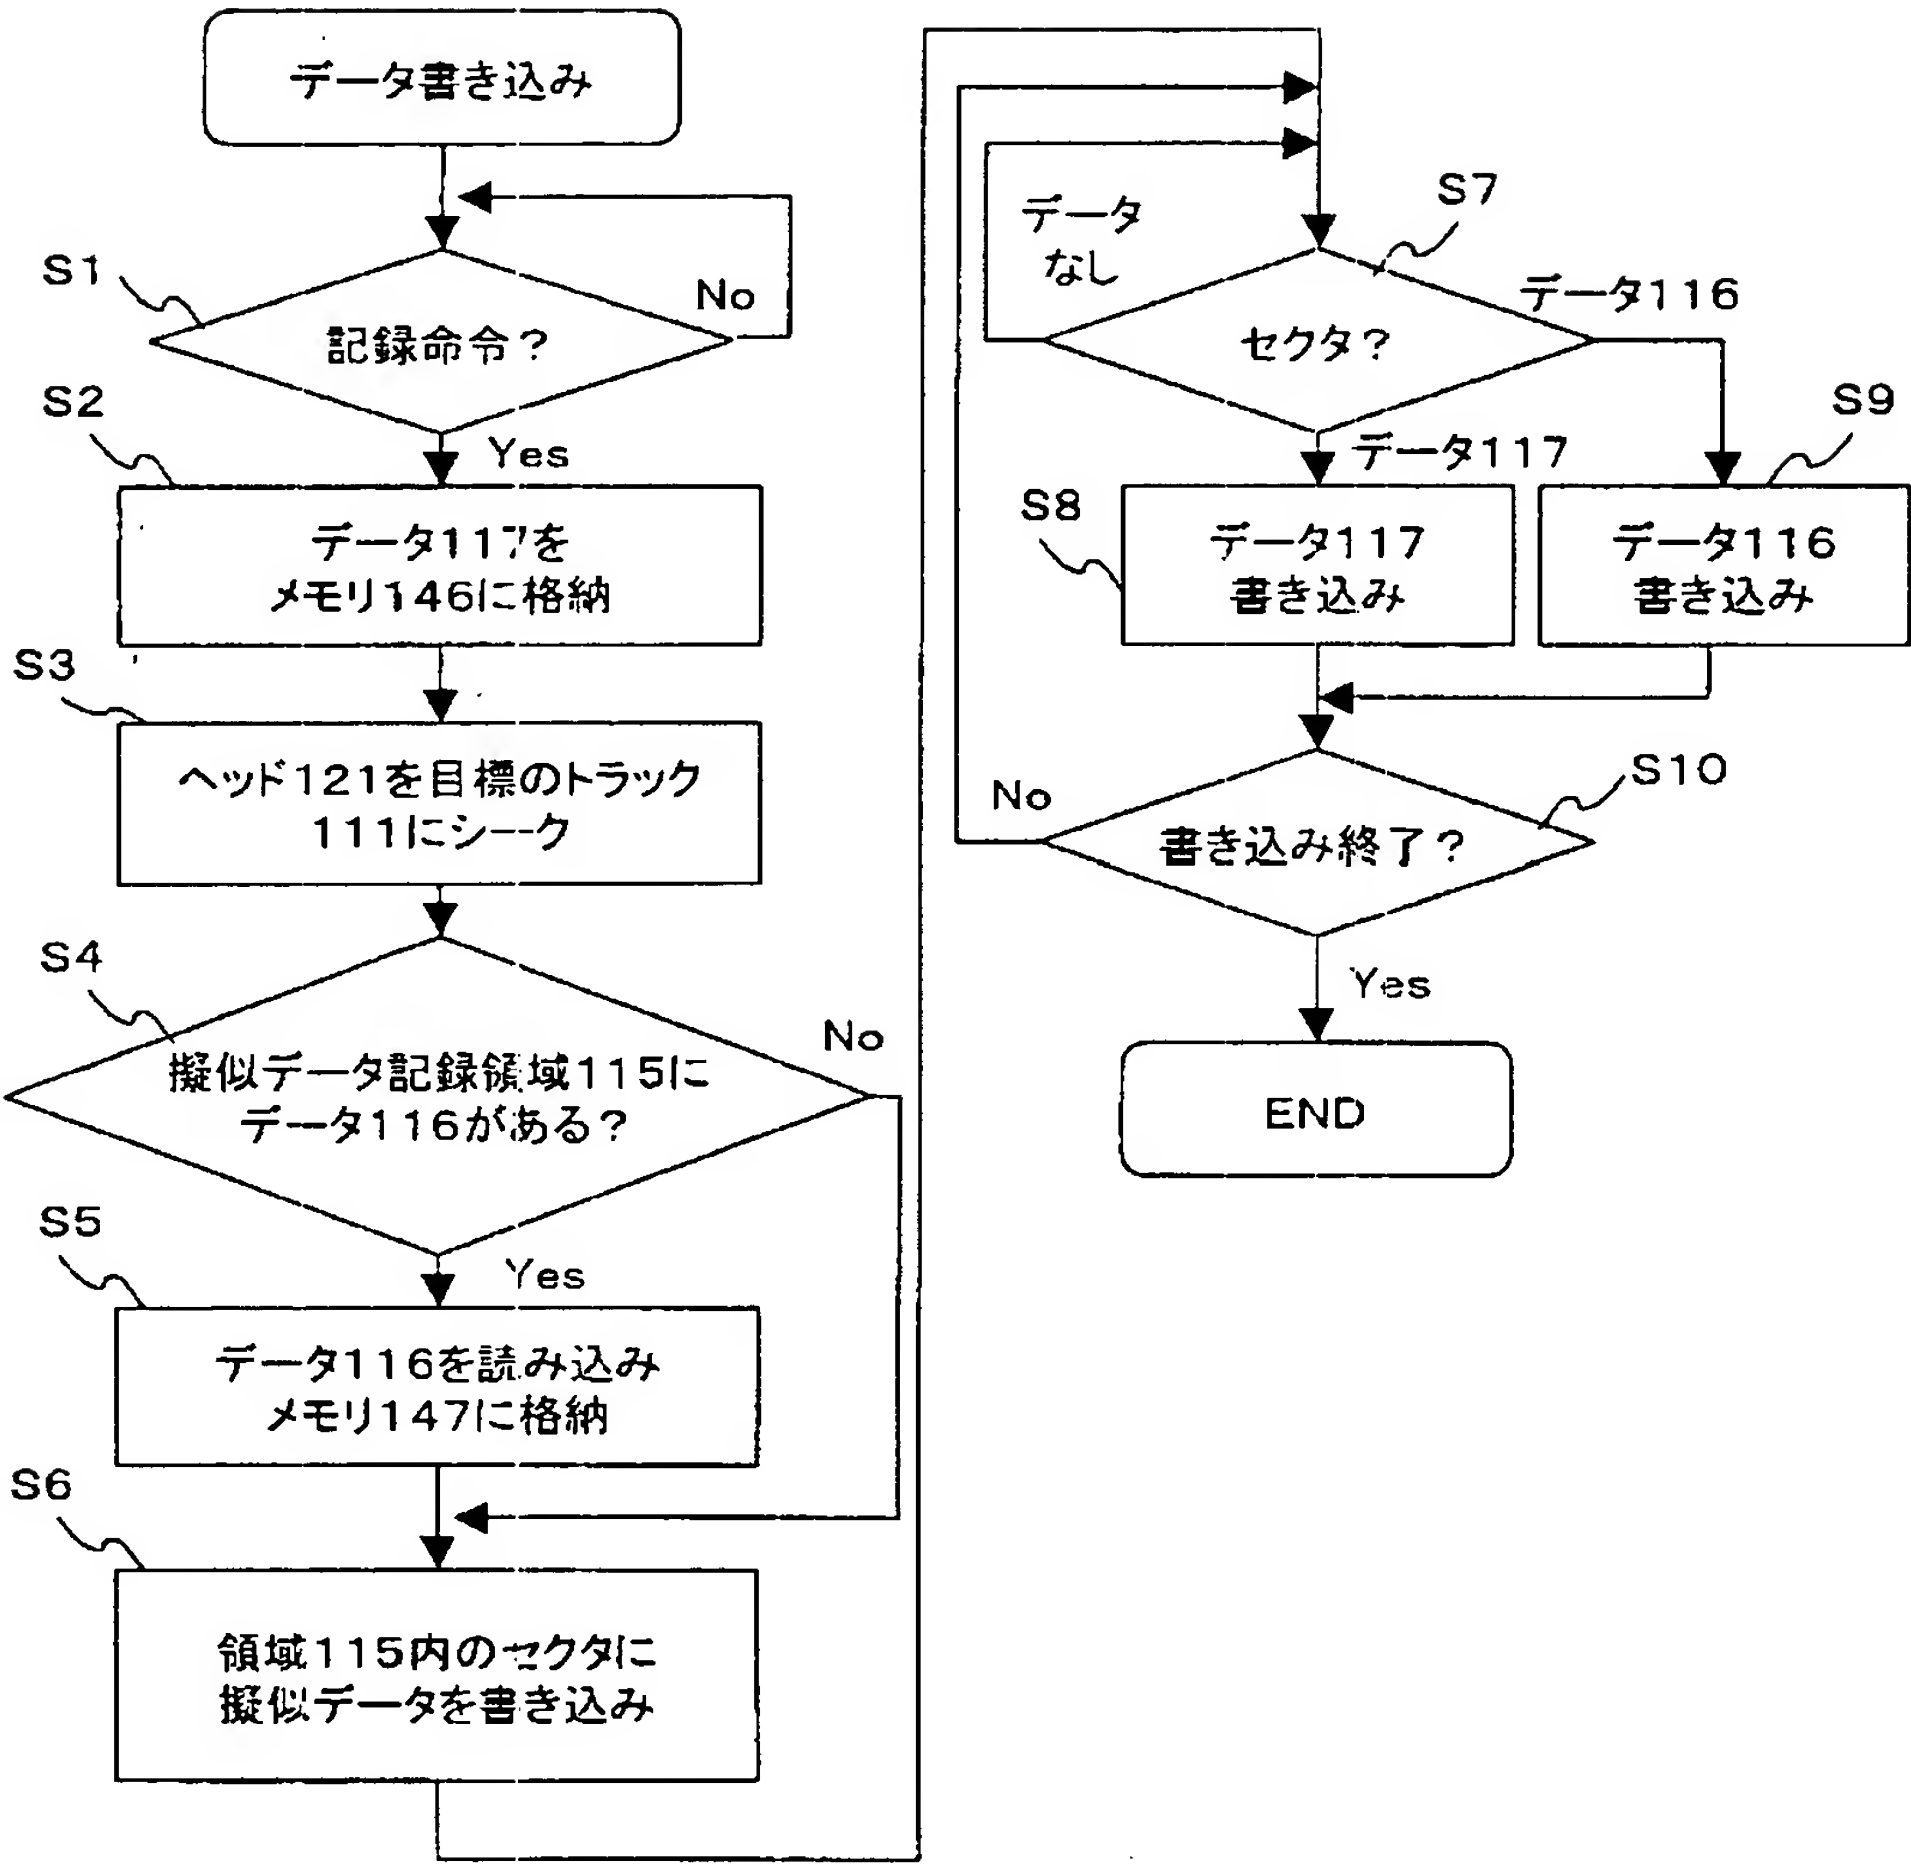 データ書き込み
S1
記録命令？
No
Yes
S2
データ117を
メモリ146に格納
S3
ヘッド121を目標のトラック
111にシーク
S4
擬似データ記録領域115に
データ116がある？
No
Yes
S5
データ116を読み込み
メモリ147に格納
S6
領域115内のセクタに
擬似データを書き込み
S7
データ
なし
セクタ？
データ116
データ117
S8
データ117
書き込み
S9
データ116
書き込み
S10
書き込み終了？
No
Yes
END